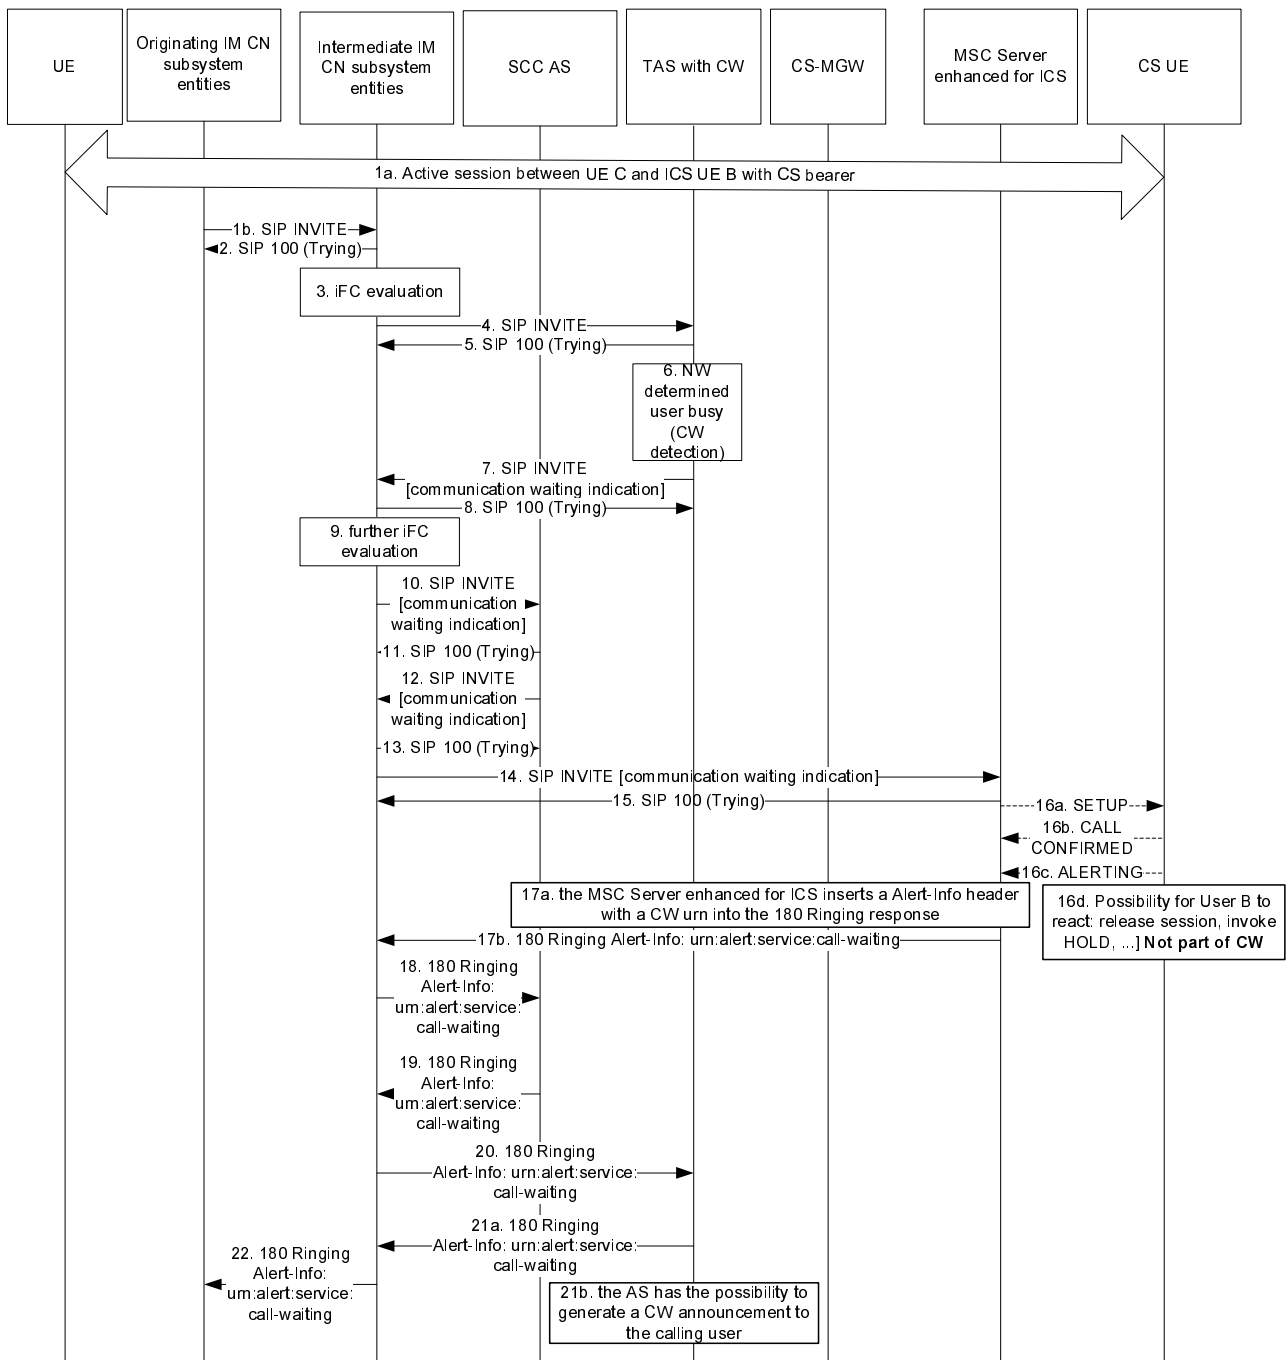 UE
Originating IM CN
subsystem
entities
Intermediate IM
CN subsystem
entities
SCC AS
TAS with CW
CS-MGW
MSC Server
enhanced for ICS
CS UE
1a. Active session between UE C and ICS UE B with CS bearer
1b. SIP INVITE
2. SIP 100 (Trying)
3. iFC evaluation
4. SIP INVITE
5. SIP 100 (Trying)
6. NW
determined
user busy
(CW
detection)
7. SIP INVITE
[communication waiting indication]
8. SIP 100 (Trying)
9. further iFC
evaluation
10. SIP INVITE
[communication
waiting indication]
11. SIP 100 (Trying)
12. SIP INVITE
[communication
waiting indication]
13. SIP 100 (Trying)
14. SIP INVITE [communication waiting indication]
15. SIP 100 (Trying)
16a. SETUP
16b. CALL
CONFIRMED
16c. ALERTING
17a. the MSC Server enhanced for ICS inserts a Alert-Info header
with a CW urn into the 180 Ringing response
16d. Possibility for User B to
react: release session, invoke
HOLD, ...] Not part of CW
17b. 180 Ringing Alert-Info: urn:alert:service:call-waiting
18. 180 Ringing
Alert-Info:
urn:alert:service:
call-waiting
19. 180 Ringing
Alert-Info:
urn:alert:service:
call-waiting
20. 180 Ringing
Alert-Info: urn:alert:service:
call-waiting
21a. 180 Ringing
Alert-Info: urn:alert:service:
call-waiting
22. 180 Ringing
Alert-Info:
urn:alert:service:
call-waiting
21b. the AS has the possibility to
generate a CW announcement to
the calling user